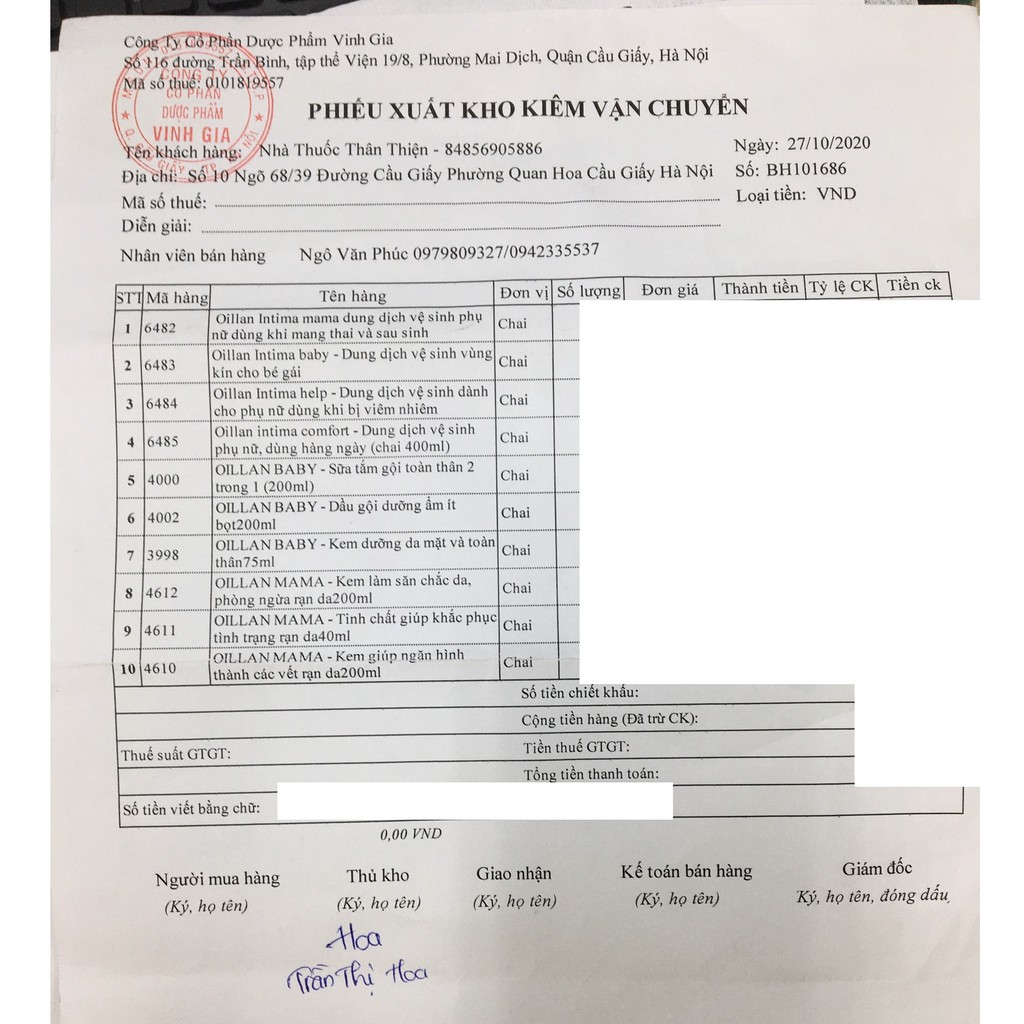 Công Ty Cổ Phần Dược Phẩm Vinh Gia
Số 116 đường Trần Bình, tập thể Viện 19/8, Phường Mai Dịch, Quận Cầu Giấy, Hà Nội
Mã số thuế: 0101819557
CÔNG TY
CỔ PHẦN
DƯỢC PHẨM
VINH GIA
PHIẾU XUẤT KHO KIÊM VẬN CHUYỂN
Tên khách hàng: Nhà Thuốc Thân Thiện - 84856905886
Ngày: 27/10/2020
Địa chỉ: Số 10 Ngõ 68/39 Đường Cầu Giấy Phường Quan Hoa Cầu Giấy Hà Nội
Số: BH101686
Mã số thuế:
Loại tiền: VND
Diễn giải:
Nhân viên bán hàng Ngô Văn Phúc 0979809327/0942335537
STT Mã hàng Tên hàng Đơn vị Số lượng Đơn giá Thành tiền Tỷ lệ CK Tiền ck
1 6482 Oillan Intima mama dung dịch vệ sinh phụ
nữ dùng khi mang thai và sau sinh Chai
2 6483 Oillan Intima baby - Dung dịch vệ sinh vùng
kín cho bé gái Chai
3 6484 Oillan Intima help - Dung dịch vệ sinh dành
cho phụ nữ dùng khi bị viêm nhiêm Chai
4 6485 Oillan intima comfort - Dung dịch vệ sinh
phụ nữ, dùng hàng ngày (chai 400ml) Chai
5 4000 OILLAN BABY - Sữa tắm gội toàn thân 2
trong 1 (200ml) Chai
6 4002 OILLAN BABY - Dầu gội dưỡng ẩm ít
bọt200ml Chai
7 3998 OILLAN BABY - Kem dưỡng da mặt và toàn
thân75ml Chai
8 4612 OILLAN MAMA - Kem làm săn chắc da,
phòng ngừa rạn da200ml Chai
9 4611 OILLAN MAMA - Tinh chất giúp khắc phục
tình trạng rạn da40ml Chai
10 4610 OILLAN MAMA - Kem giúp ngăn hình
thành các vết rạn da200ml Chai
Số tiền chiết khấu:
Cộng tiền hàng (Đã trừ CK):
Thuế suất GTGT: Tiền thuế GTGT:
Tổng tiền thanh toán:
Số tiền viết bằng chữ:
0,00 VND
Người mua hàng Thủ kho Giao nhận Kế toán bán hàng Giám đốc
(Ký, họ tên) (Ký, họ tên) (Ký, họ tên) (Ký, họ tên) Ký, họ tên, đóng dấu
Hoa
Trần Thị Hoa